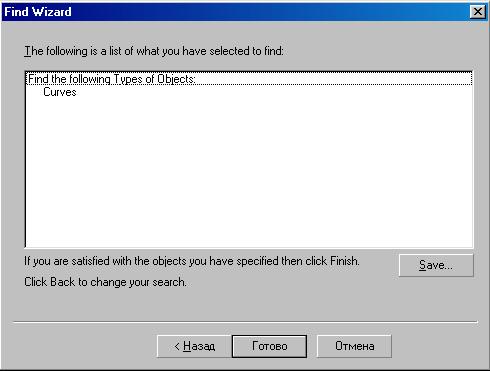 Find Wizard
The following is a list of what you have selected to find:
Find the following Types of Objects:
Curves
If you are satisfied with the objects you have specified then click Finish.
Save...
Click Back to change your search.
< Назад
Готово
Отмена